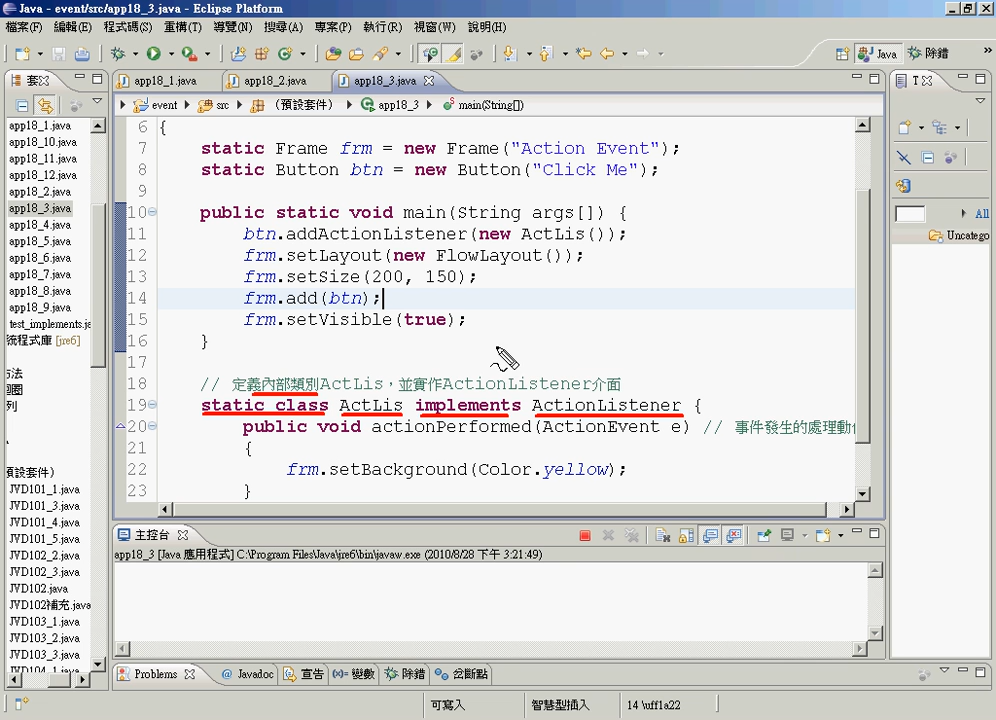 Java - event/src/app18_3.java - Eclipse Platform
檔案(F) 編輯(E) 程式碼(S) 重構(T) 導覽(N) 搜尋(A) 專案(P) 執行(R) 視窗(W) 說明(H)
Java 除錯 »
套 app18_1.java app18_2.java app18_3.java T
event src (預設套件) app18_3 main(String[])
app18_1.java
app18_10.java
app18_11.java
app18_12.java
app18_2.java
app18_3.java
app18_4.java
app18_5.java
app18_6.java
app18_7.java
app18_8.java
app18_9.java
test_implements.ja
統程式庫 [jre6]
方法
迴圈
列
預設套件)
JVD101_1.java
JVD101_3.java
JVD101_4.java
JVD101_5.java
JVD102_2.java
JVD102_3.java
JVD102.java
JVD102補充.java
JVD103_1.java
JVD103_2.java
JVD103_3.java
JVD104_1.java
6 {
7 static Frame frm = new Frame("Action Event");
8 static Button btn = new Button("Click Me");
9
10 public static void main(String args[]) {
11 btn.addActionListener(new ActLis());
12 frm.setLayout(new FlowLayout());
13 frm.setSize(200, 150);
14 frm.add(btn);
15 frm.setVisible(true);
16 }
17
18 // 定義內部類別ActLis，並實作ActionListener介面
19 static class ActLis implements ActionListener {
20 public void actionPerformed(ActionEvent e) // 事件發生的處理動
21 {
22 frm.setBackground(Color.yellow);
23 }
All
Uncatego
主控台
app18_3 [Java 應用程式] C:\Program Files\Java\jre6\bin\javaw.exe (2010/8/28 下午 3:21:49)
Problems @ Javadoc 宣告 (x)= 變數 除錯 岔斷點
可寫入 智慧型插入 14 \uff1a22